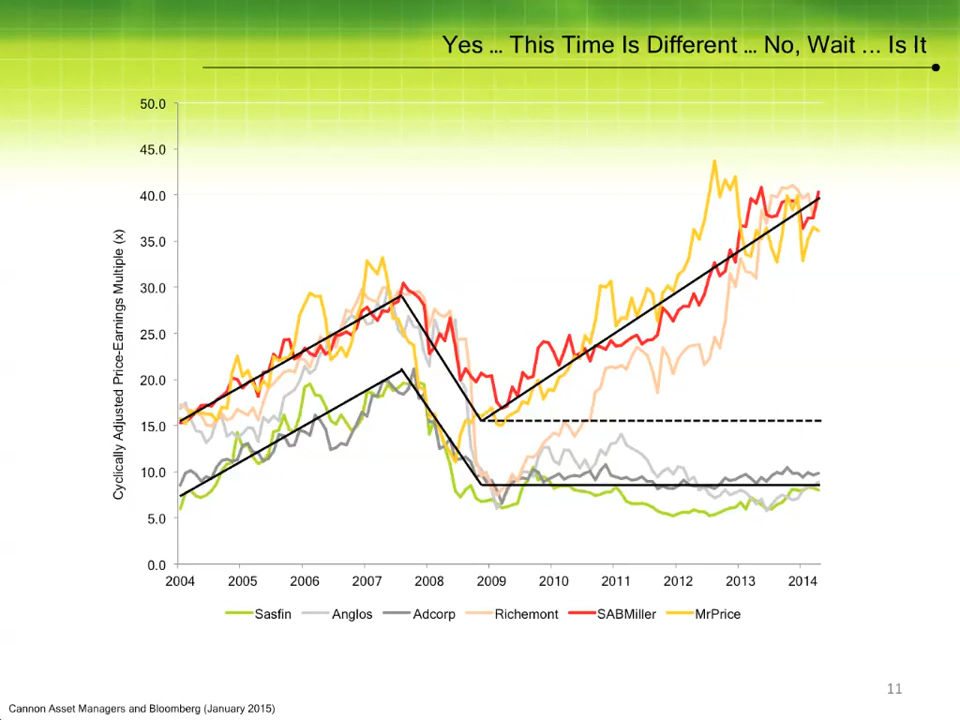 Yes ... This Time Is Different ... No, Wait ... Is It
Cyclically Adjusted Price-Earnings Multiple (x)
50.0
45.0
40.0
35.0
30.0
25.0
20.0
15.0
10.0
5.0
0.0
2004 2005 2006 2007 2008 2009 2010 2011 2012 2013 2014
Sasfin Anglos Adcorp Richemont SABMiller MrPrice
11
Cannon Asset Managers and Bloomberg (January 2015)